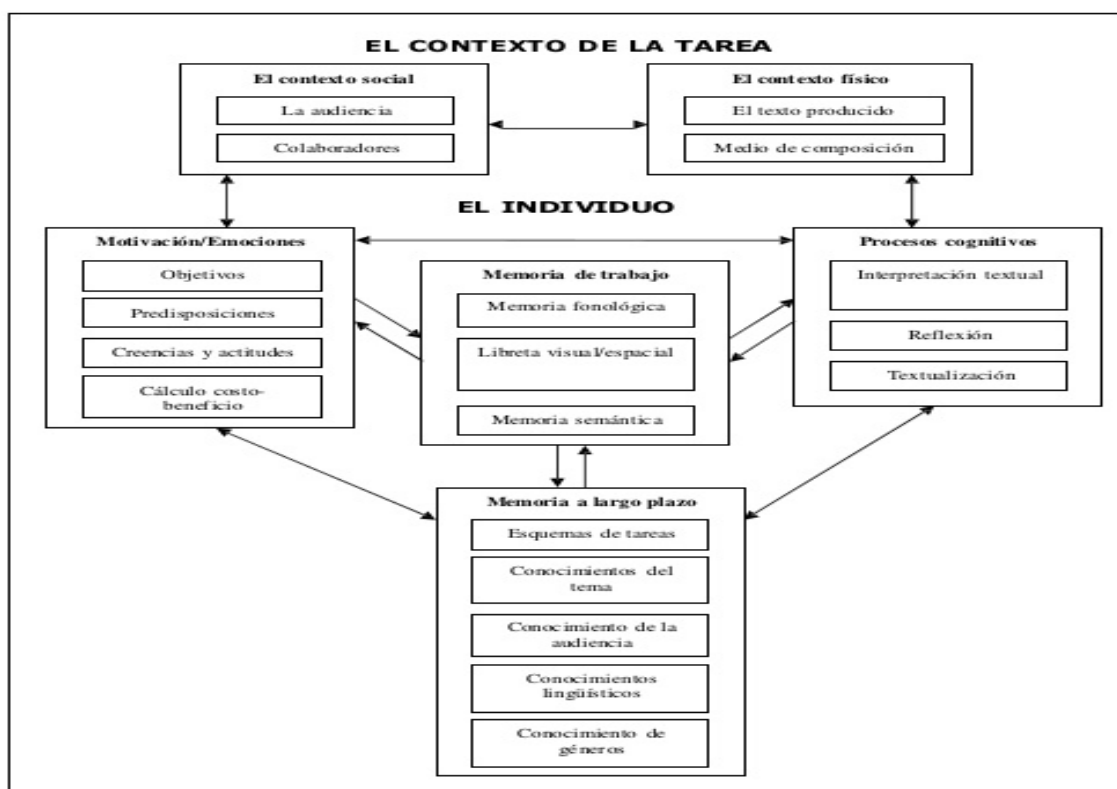 EL CONTEXTO DE LA TAREA
El contexto social
La audiencia
Colaboradores
El contexto físico
El texto producido
Medio de composición
EL INDIVIDUO
Motivación/Emociones
Objetivos
Predisposiciones
Creencias y actitudes
Cálculo costo-
beneficio
Memoria de trabajo
Memoria fonológica
Libreta visual/espacial
Memoria semántica
Procesos cognitivos
Interpretación textual
Reflexión
Textualización
Memoria a largo plazo
Esquemas de tareas
Conocimientos del
tema
Conocimiento de la
audiencia
Conocimientos
lingüísticos
Conocimiento de
géneros